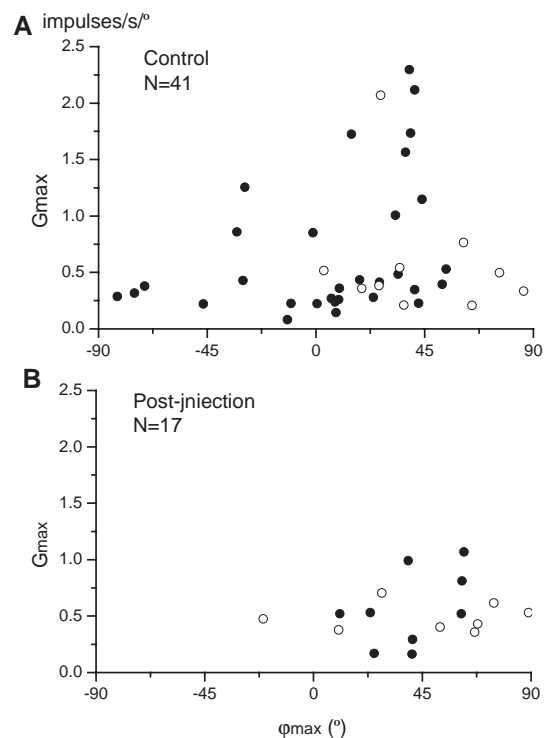 A impulses/s/º
2.5
Control
N=41
2.0
1.5
Gmax
1.0
0.5
0.0
-90 -45 0 45 90
B
2.5
Post-jniection
N=17
2.0
1.5
Gmax
1.0
0.5
0.0
-90 -45 0 45 90
φmax (º)